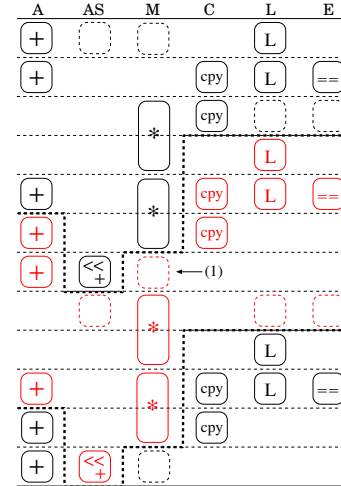 A AS M C L E
+ L
+ cpy L ==
* cpy
L
+ * cpy L ==
+ cpy
+ << + (1)
*
L
+ * cpy L ==
+ cpy
+ << +